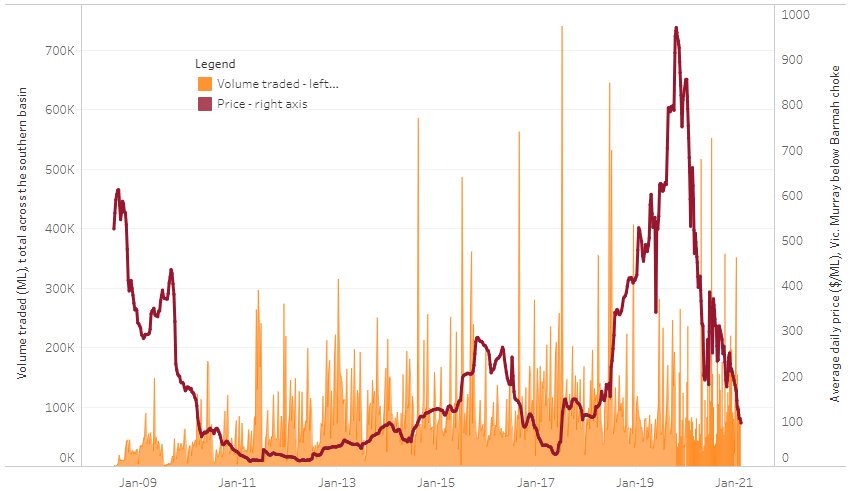 Volume traded (ML), total across the southern basin
700K
600K
500K
400K
300K
200K
100K
0K
Legend
Volume traded - left...
Price - right axis
1000
900
800
700
600
500
400
300
200
100
0
Average daily price ($/ML), Vic. Murray below Barmah choke
Jan-09
Jan-11
Jan-13
Jan-15
Jan-17
Jan-19
Jan-21